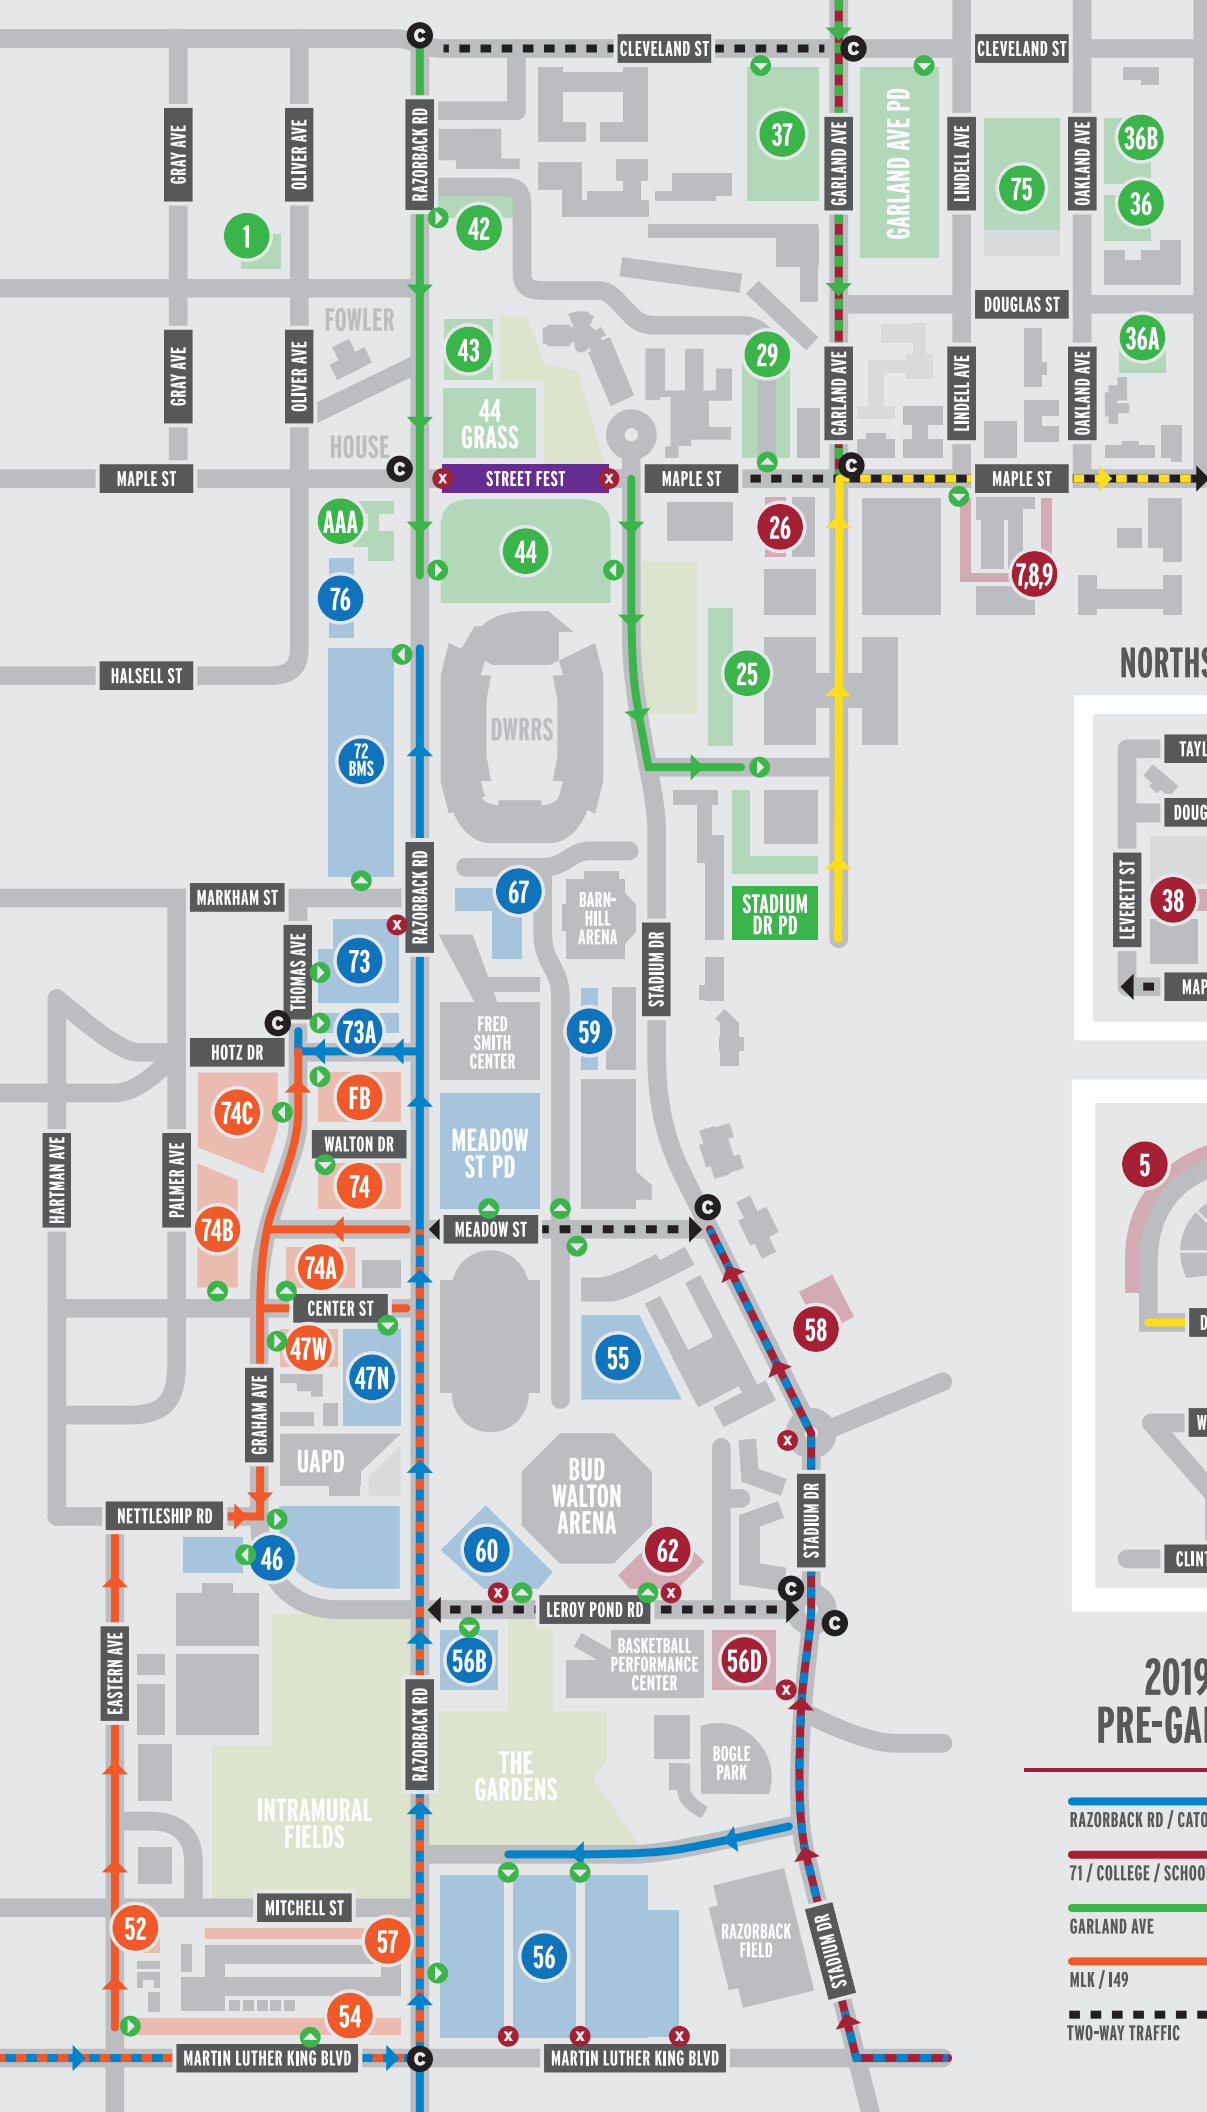 C
CLEVELAND ST
C
CLEVELAND ST
GRAY AVE
OLIVER AVE
RAZORBACK RD
37
GARLAND AVE
GARLAND AVE PD
LINDELL AVE
75
OAKLAND AVE
36B
36
1
42
DOUGLAS ST
FOWLER
HOUSE
GRAY AVE
OLIVER AVE
43
29
GARLAND AVE
LINDELL AVE
OAKLAND AVE
36A
44
GRASS
MAPLE ST
C
X
STREET FEST
X
MAPLE ST
C
MAPLE ST
AAA
44
26
7,8,9
76
HALSELL ST
25
NORTHS
72
BMS
DWRRS
TAYL
DOUG
LEVERETT ST
38
MAP
MARKHAM ST
RAZORBACK RD
67
BARN-
HILL
ARENA
STADIUM
DR PD
X
THOMAS AVE
73
STADIUM DR
C
73A
FRED
SMITH
CENTER
59
HOTZ DR
74C
FB
HARTMAN AVE
PALMER AVE
WALTON DR
MEADOW
ST PD
5
74
74B
MEADOW ST
C
74A
CENTER ST
58
D
47W
47N
55
GRAHAM AVE
W
UAPD
BUD
WALTON
ARENA
X
STADIUM DR
NETTLESHIP RD
46
60
62
CLINT
X
X
C
LEROY POND RD
C
EASTERN AVE
RAZORBACK RD
56B
BASKETBALL
PERFORMANCE
CENTER
56D
X
2019
PRE-GA
THE
GARDENS
BOGLE
PARK
INTRAMURAL
FIELDS
RAZORBACK RD / CATO
71 / COLLEGE / SCHOO
MITCHELL ST
52
57
56
RAZORBACK
FIELD
STADIUM DR
GARLAND AVE
MLK / I49
54
X
X
X
TWO-WAY TRAFFIC
MARTIN LUTHER KING BLVD
C
MARTIN LUTHER KING BLVD